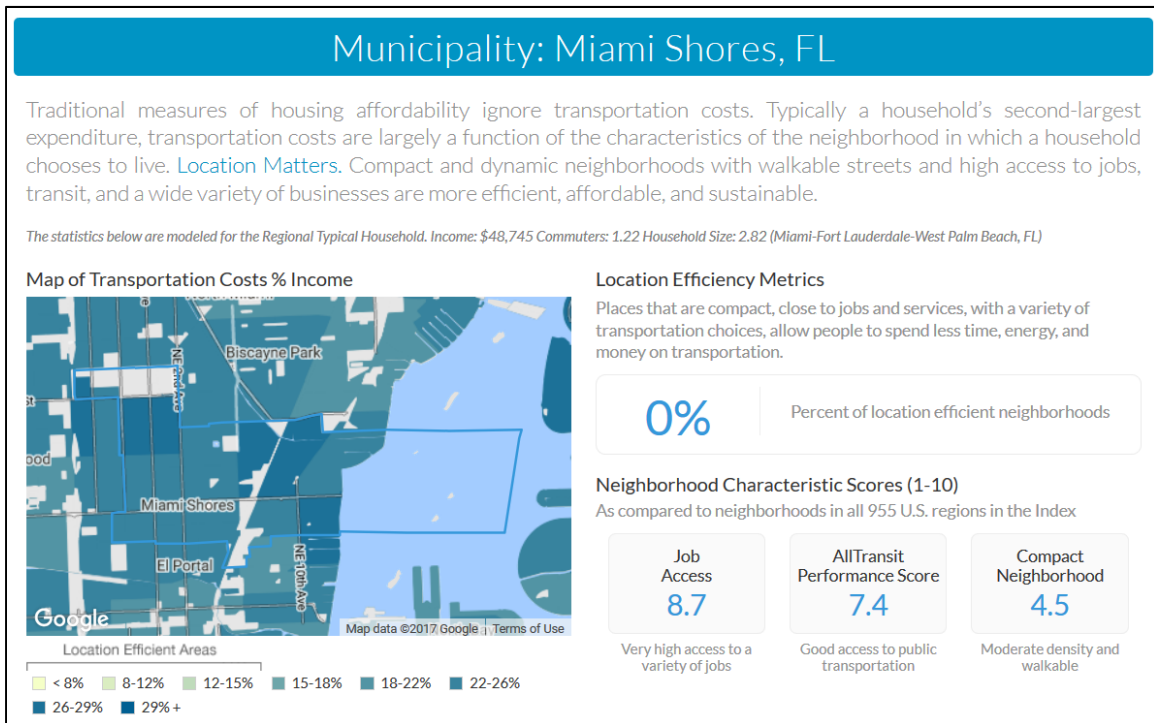 Municipality: Miami Shores, FL
Traditional measures of housing affordability ignore transportation costs. Typically a household's second-largest
expenditure, transportation costs are largely a function of the characteristics of the neighborhood in which a household
chooses to live. Location Matters. Compact and dynamic neighborhoods with walkable streets and high access to jobs,
transit, and a wide variety of businesses are more efficient, affordable, and sustainable.
The statistics below are modeled for the Regional Typical Household. Income: $48,745 Commuters: 1.22 Household Size: 2.82 (Miami-Fort Lauderdale-West Palm Beach, FL)
Map of Transportation Costs % Income
Biscayne Park
NE 2nd Ave
st
ood
Miami Shores
El Portal
NE 10th Ave
Google
Map data ©2017 Google
Terms of Use
Location Efficient Areas
< 8%
8-12%
12-15%
15-18%
18-22%
22-26%
26-29%
29% +
Location Efficiency Metrics
Places that are compact, close to jobs and services, with a variety of
transportation choices, allow people to spend less time, energy, and
money on transportation.
0%
Percent of location efficient neighborhoods
Neighborhood Characteristic Scores (1-10)
As compared to neighborhoods in all 955 U.S. regions in the Index
Job
Access
8.7
Very high access to a
variety of jobs
AllTransit
Performance Score
7.4
Good access to public
transportation
Compact
Neighborhood
4.5
Moderate density and
walkable